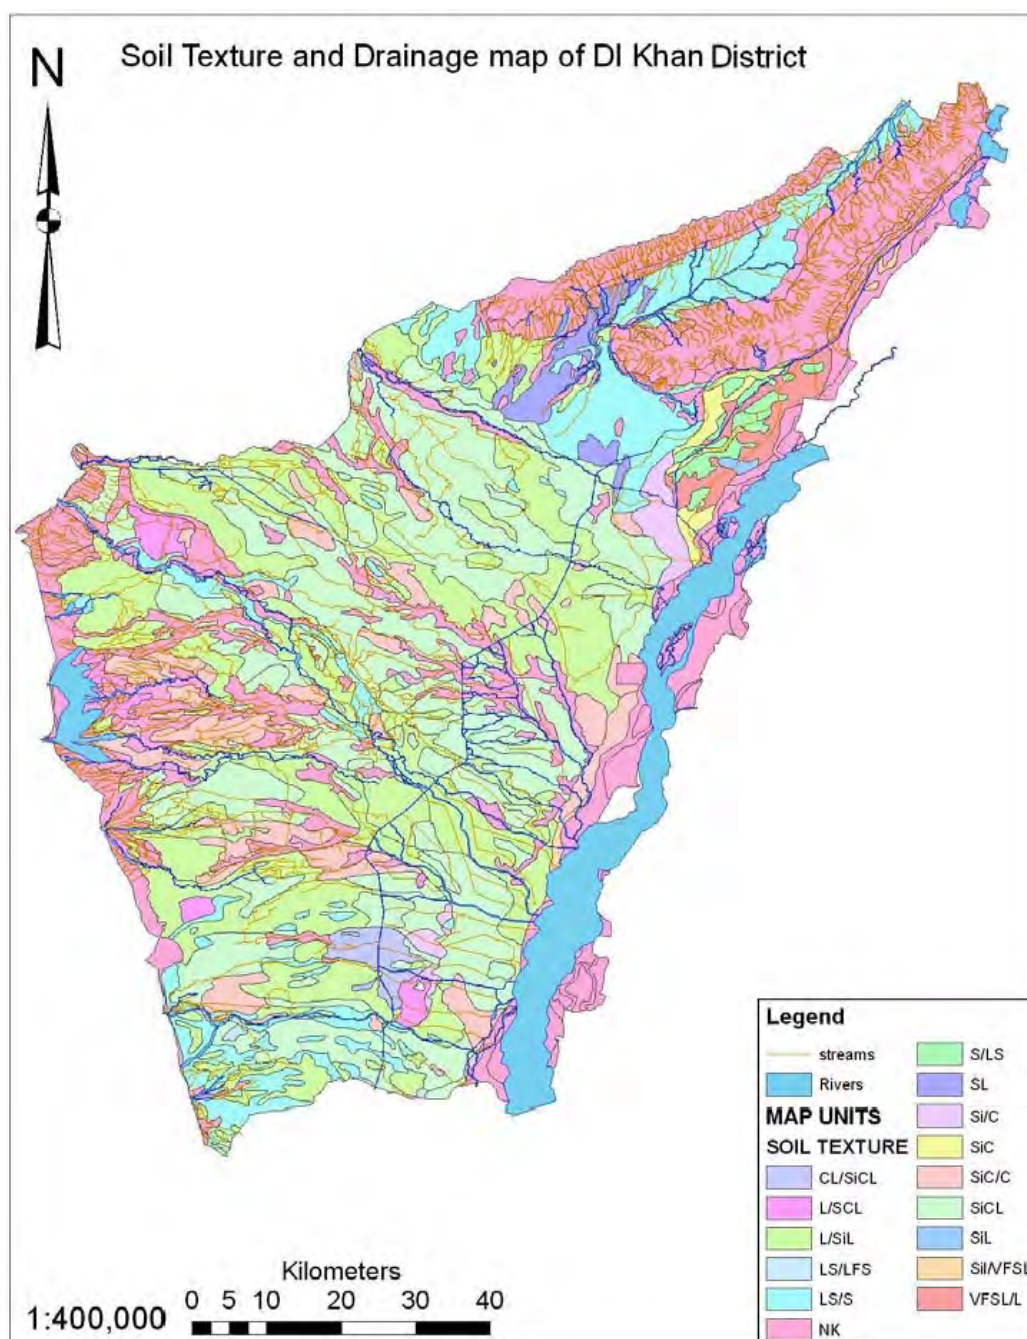 Soil Texture and Drainage map of DI Khan District
N
Legend
streams
Rivers
MAP UNITS
SOIL TEXTURE
CL/SiCL
L/SCL
L/SiL
LS/LFS
LS/S
NK
S/LS
SL
Si/C
SiC
SiC/C
SiCL
SiL
Sil/VFSL
VFSL/L
Kilometers
0 5 10 20 30 40
1:400,000